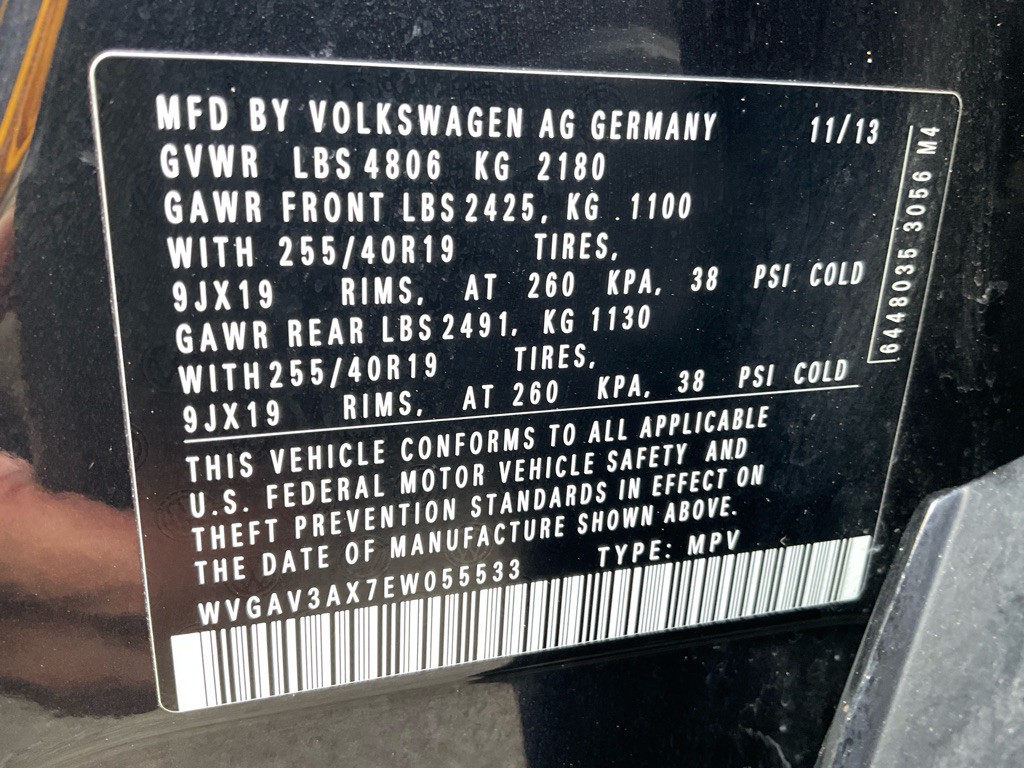 MFD BY VOLKSWAGEN AG GERMANY 11/13
GVWR LBS 4806 KG 2180
GAWR FRONT LBS 2425, KG .1100
WITH 255/40R19 TIRES,
9JX19 RIMS, AT 260 KPA, 38 PSI COLD
GAWR REAR LBS 2491, KG 1130
WITH 255/40R19 TIRES,
9JX19 RIMS, AT 260 KPA, 38 PSI COLD
THIS VEHICLE CONFORMS TO ALL APPLICABLE
U.S. FEDERAL MOTOR VEHICLE SAFETY AND
THEFT PREVENTION STANDARDS IN EFFECT ON
THE DATE OF MANUFACTURE SHOWN ABOVE.
WVGAV3AX7EW055533 TYPE: MPV
6448035 3056 M4